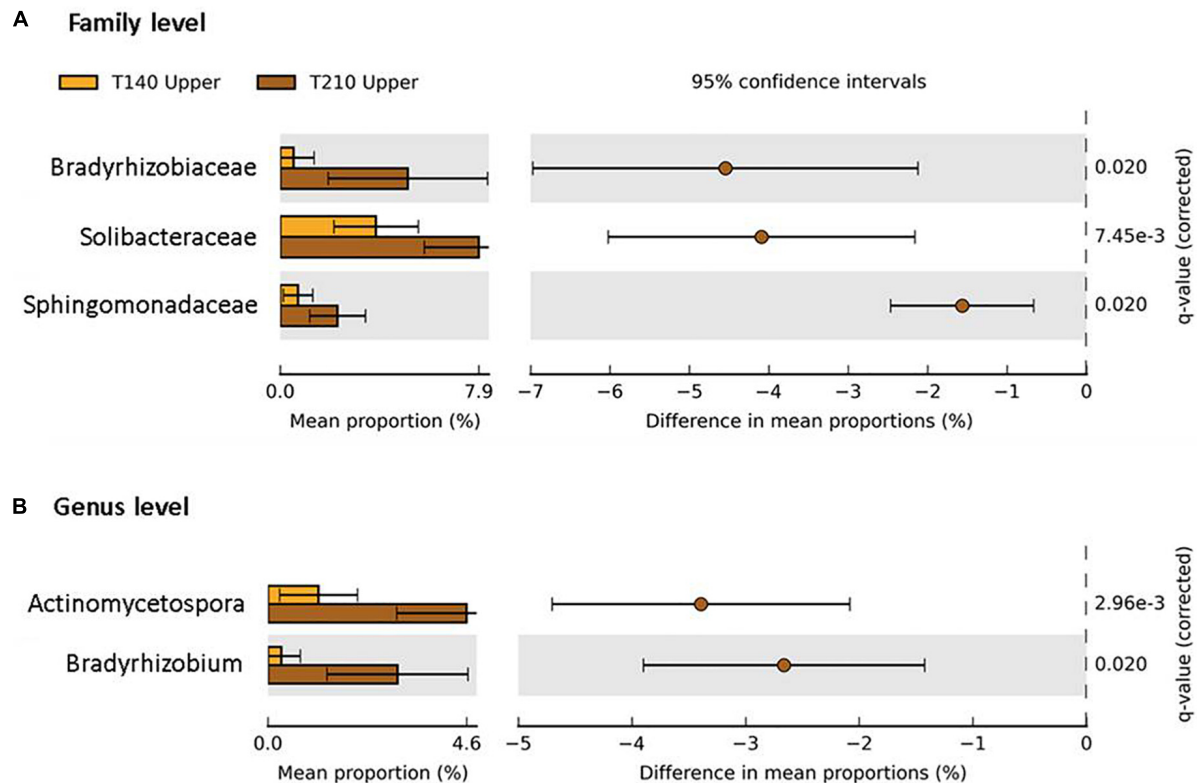 A Family level
T140 Upper T210 Upper 95% confidence intervals
Bradyrhizobiaceae 0.020
Solibacteraceae 7.45e-3
Sphingomonadaceae 0.020
q-value (corrected)
0.0 7.9 −7 −6 −5 −4 −3 −2 −1 0
Mean proportion (%) Difference in mean proportions (%)
B Genus level
Actinomycetospora 2.96e-3
Bradyrhizobium 0.020
q-value (corrected)
0.0 4.6 −5 −4 −3 −2 −1 0
Mean proportion (%) Difference in mean proportions (%)